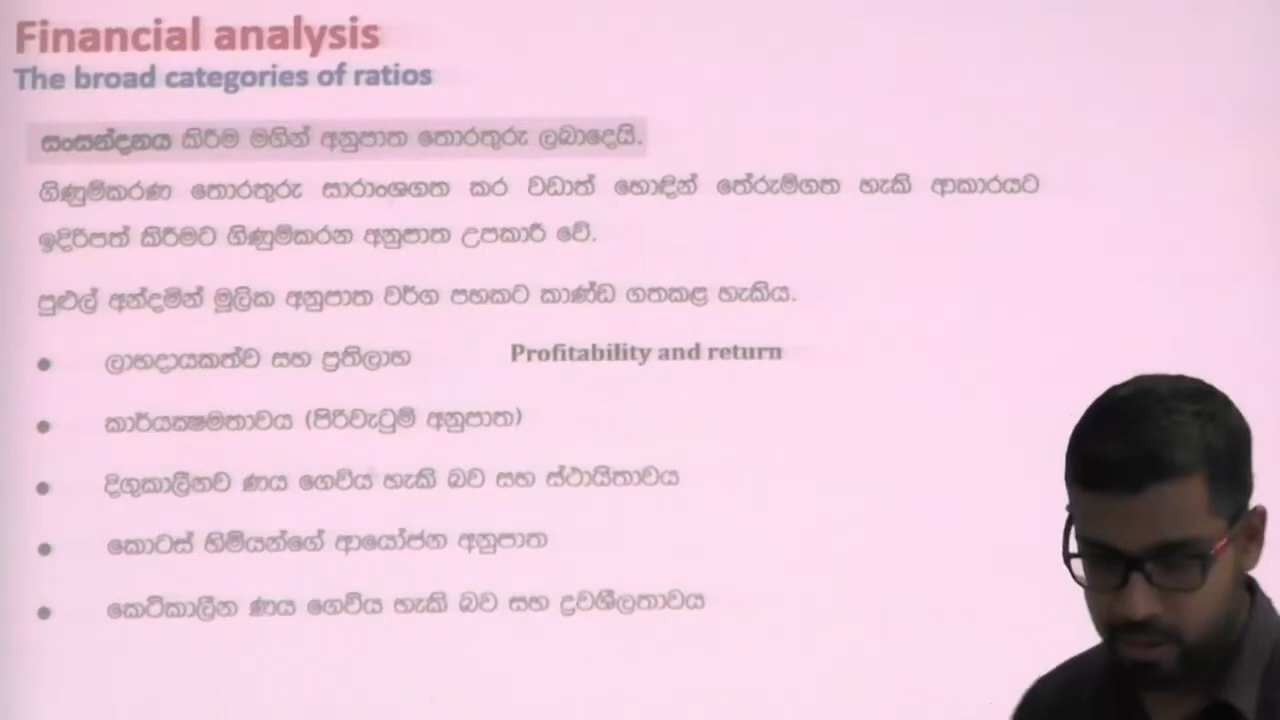 Financial analysis
The broad categories of ratios
සංසන්දනය කිරීම මගින් අනුපාත තොරතුරු ලබාදෙයි.
ගිණුම්කරණ තොරතුරු සාරාංශගත කර වඩාත් හොඳින් තේරුම්ගත හැකි ආකාරයට
ඉදිරිපත් කිරීමට ගිණුම්කරන අනුපාත උපකාරී වේ.
පුළුල් අන්දමින් මූලික අනුපාත වර්ග පහකට කාණ්ඩ ගතකළ හැකිය.
• ලාභදායකත්ව සහ ප්‍රතිලාභ Profitability and return
• කාර්යක්ෂමතාවය (පිරිවැටුම් අනුපාත)
• දිගුකාලීනව ණය ගෙවිය හැකි බව සහ ස්ථායිතාවය
• කොටස් හිමියන්ගේ ආයෝජන අනුපාත
• කෙටිකාලීන ණය ගෙවිය හැකි බව සහ ද්‍රවශීලතාවය